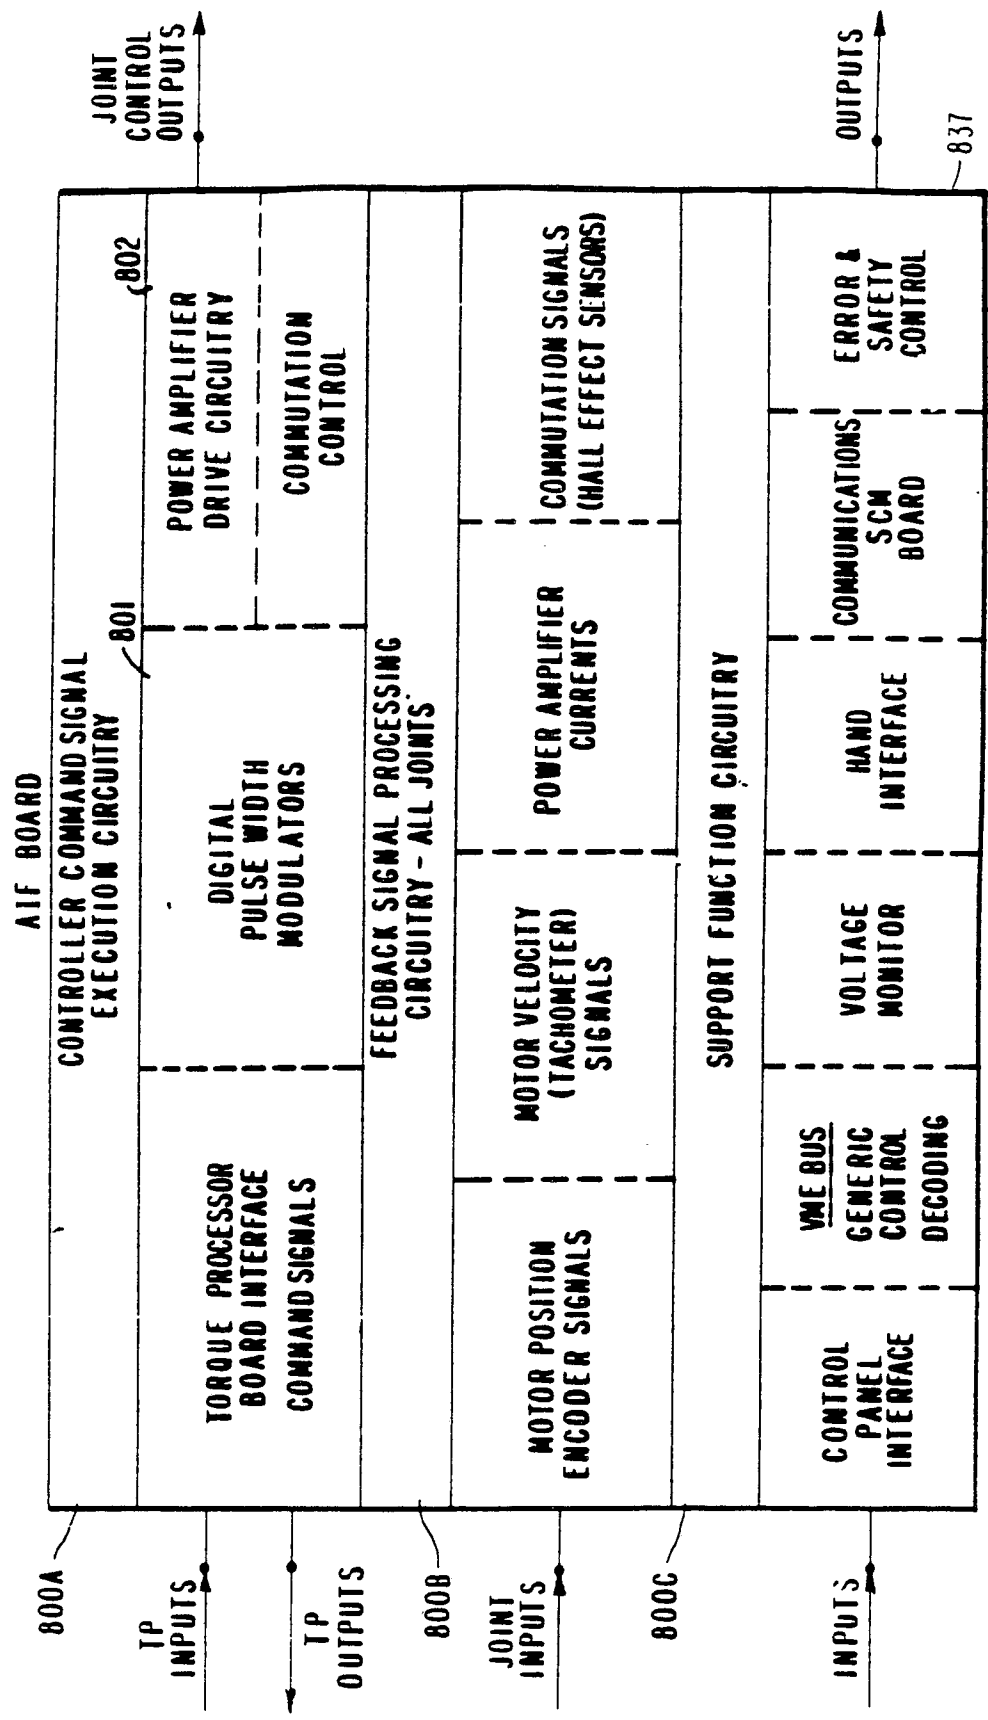 AIF BOARD
800A
CONTROLLER COMMAND SIGNAL
EXECUTION CIRCUITRY
TP
INPUTS
TP
OUTPUTS
TORQUE PROCESSOR
BOARD INTERFACE
COMMAND SIGNALS
801
DIGITAL
PULSE WIDTH
MODULATORS
802
POWER AMPLIFIER
DRIVE CIRCUITRY
COMMUTATION
CONTROL
JOINT
CONTROL
OUTPUTS
800B
FEEDBACK SIGNAL PROCESSING
CIRCUITRY - ALL JOINTS
JOINT
INPUTS
MOTOR POSITION
ENCODER SIGNALS
MOTOR VELOCITY
(TACHOMETER)
SIGNALS
POWER AMPLIFIER
CURRENTS
COMMUTATION SIGNALS
(HALL EFFECT SENSORS)
800C
SUPPORT FUNCTION CIRCUITRY
INPUTS
CONTROL
PANEL
INTERFACE
VME BUS
GENERIC
CONTROL
DECODING
VOLTAGE
MONITOR
HAND
INTERFACE
COMMUNICATIONS
SCM
BOARD
ERROR &
SAFETY
CONTROL
OUTPUTS
837